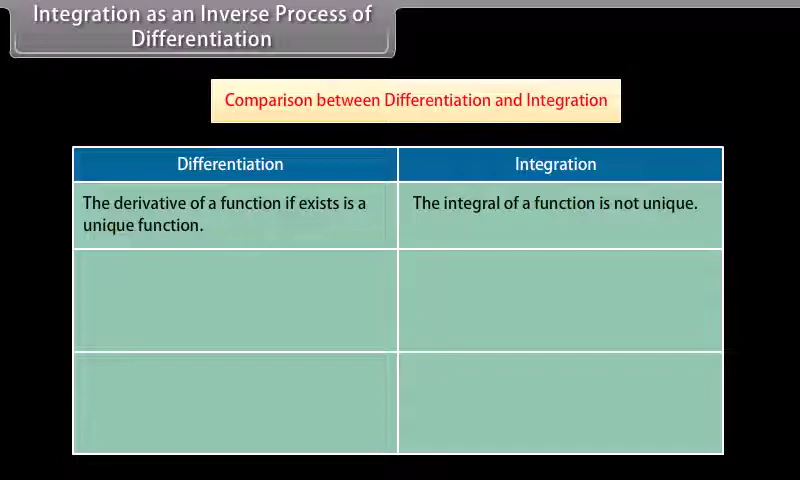 Integration as an Inverse Process of
Differentiation
Comparison between Differentiation and Integration
Differentiation
Integration
The derivative of a function if exists is a
unique function.
The integral of a function is not unique.